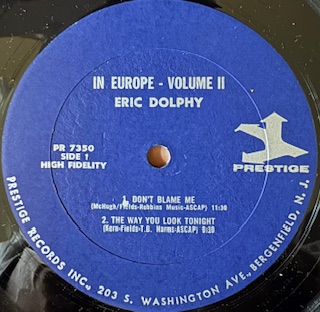 IN EUROPE - VOLUME II
ERIC DOLPHY
PR 7350
SIDE 1
HIGH FIDELITY
PRESTIGE
1. DON'T BLAME ME
(McHugh/Fields-Robbins Music-ASCAP) 11:30
2. THE WAY YOU LOOK TONIGHT
(Kern-Fields-T.B. Harms-ASCAP) 9:30
PRESTIGE RECORDS INC., 203 S. WASHINGTON AVE., BERGENFIELD, N. J.